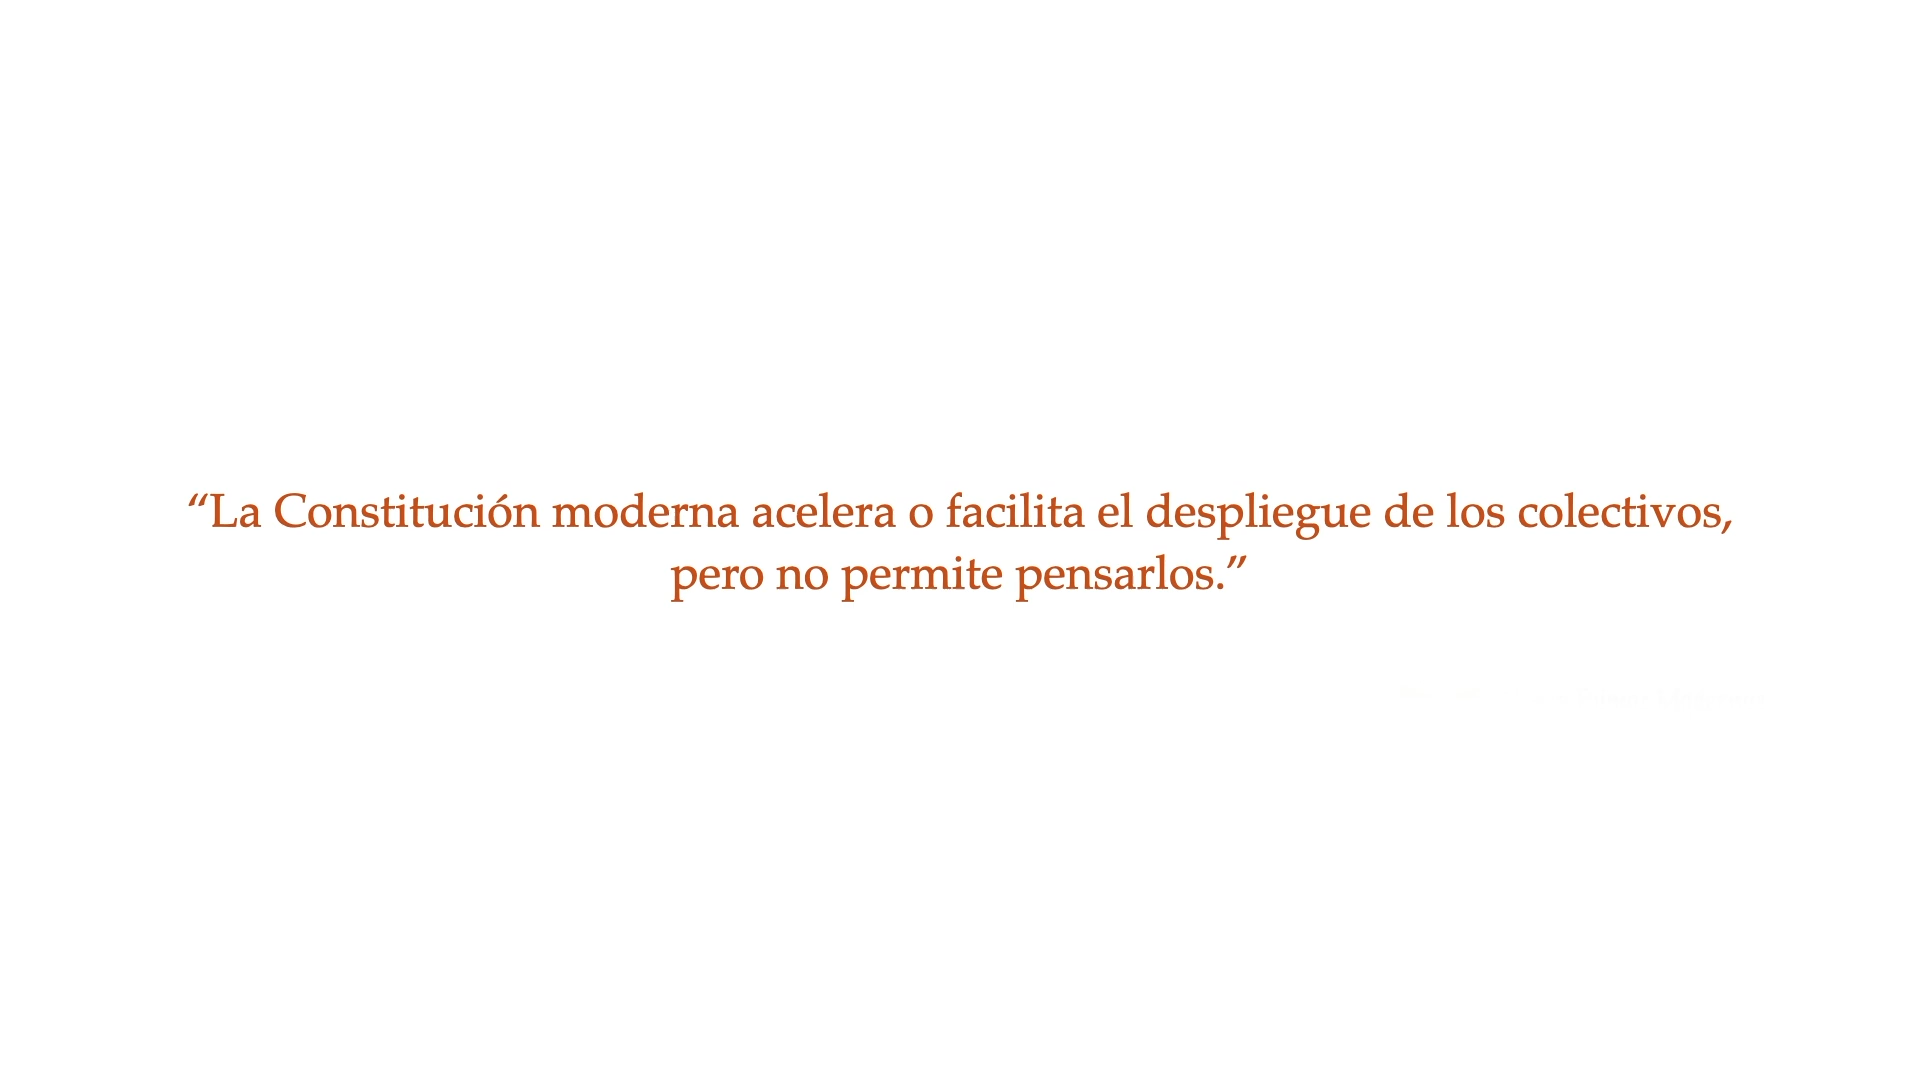 “La Constitución moderna acelera o facilita el despliegue de los colectivos,
pero no permite pensarlos.”